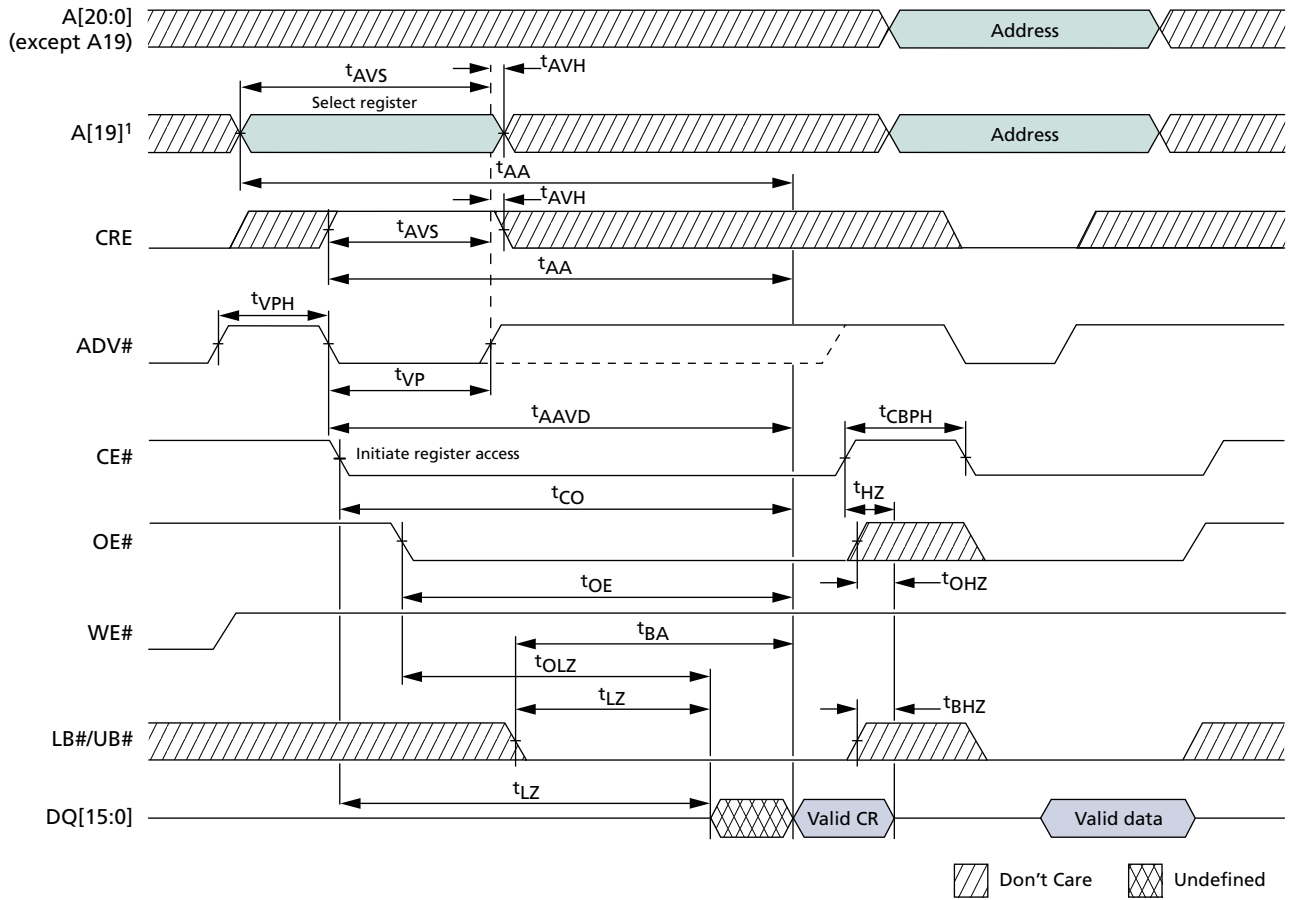 A[20:0]
(except A19)
Address
tAVS
tAVH
Select register
A[19]1
Address
tAA
tAVH
CRE
tAVS
tAA
tVPH
ADV#
tVP
tAAVD
tCBPH
CE#
Initiate register access
tCO
tHZ
OE#
tOE
tOHZ
WE#
tBA
tOLZ
tLZ
tBHZ
LB#/UB#
tLZ
DQ[15:0]
Valid CR
Valid data
Don't Care
Undefined